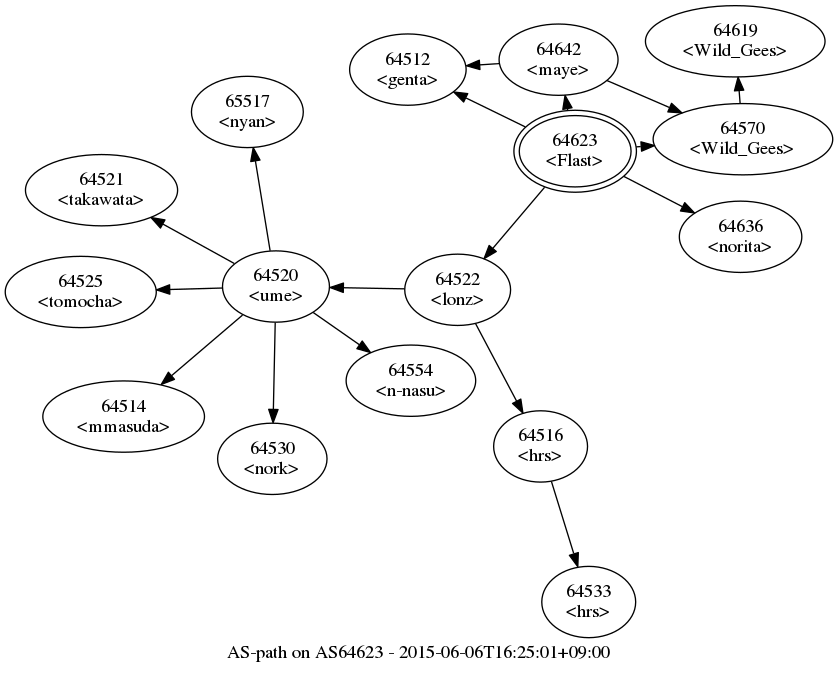 64619
<Wild_Gees>
64512
<genta>
64642
<maye>
65517
<nyan>
64623
<Flast>
64570
<Wild_Gees>
64521
<takawata>
64636
<norita>
64525
<tomocha>
64520
<ume>
64522
<lonz>
64554
<n-nasu>
64514
<mmasuda>
64530
<nork>
64516
<hrs>
64533
<hrs>
AS-path on AS64623 - 2015-06-06T16:25:01+09:00